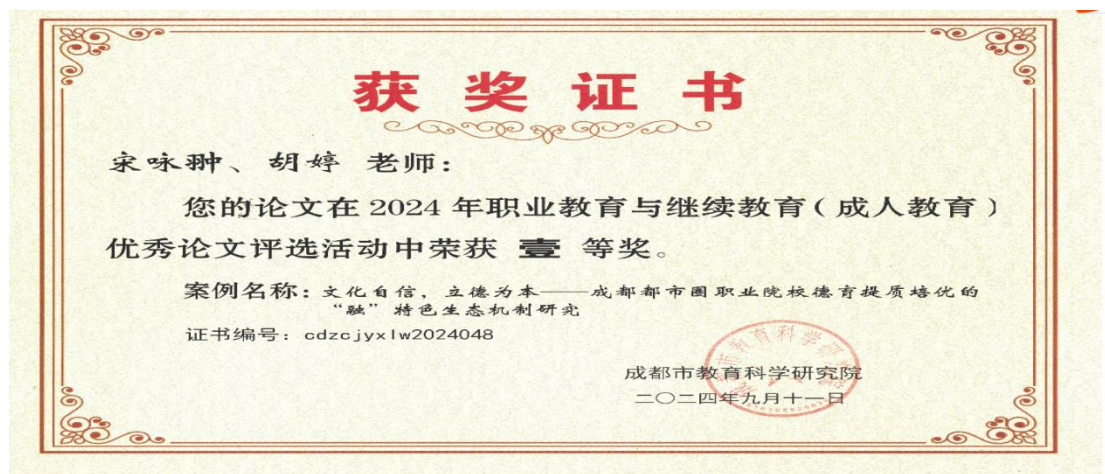 获奖证书
宋咏翀、胡婷 老师:
您的论文在 2024 年职业教育与继续教育(成人教育)
优秀论文评选活动中荣获 壹 等奖。
案例名称:文化自信,立德为本——成都都市圈职业院校德育提质培优的
“融”特色生态机制研究
证书编号:cdzcjyxlw2024048
成都市教育科学研究院
二〇二四年九月十一日